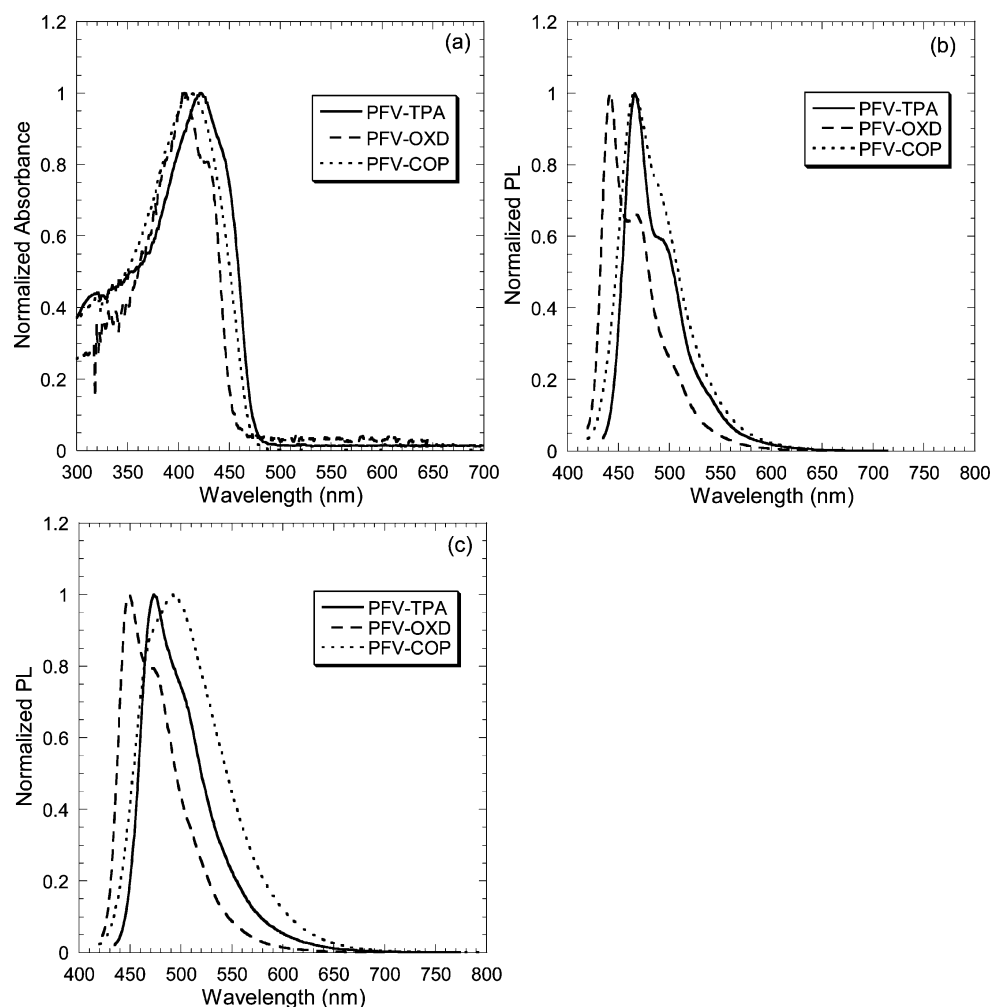 (a)
Normalized Absorbance
1.2
1
0.8
0.6
0.4
0.2
0
PFV-TPA
PFV-OXD
PFV-COP
300 350 400 450 500 550 600 650 700
Wavelength (nm)
(b)
Normalized PL
1.2
1
0.8
0.6
0.4
0.2
0
PFV-TPA
PFV-OXD
PFV-COP
400 450 500 550 600 650 700 750 800
Wavelength (nm)
(c)
Normalized PL
1.2
1
0.8
0.6
0.4
0.2
0
PFV-TPA
PFV-OXD
PFV-COP
400 450 500 550 600 650 700 750 800
Wavelength (nm)